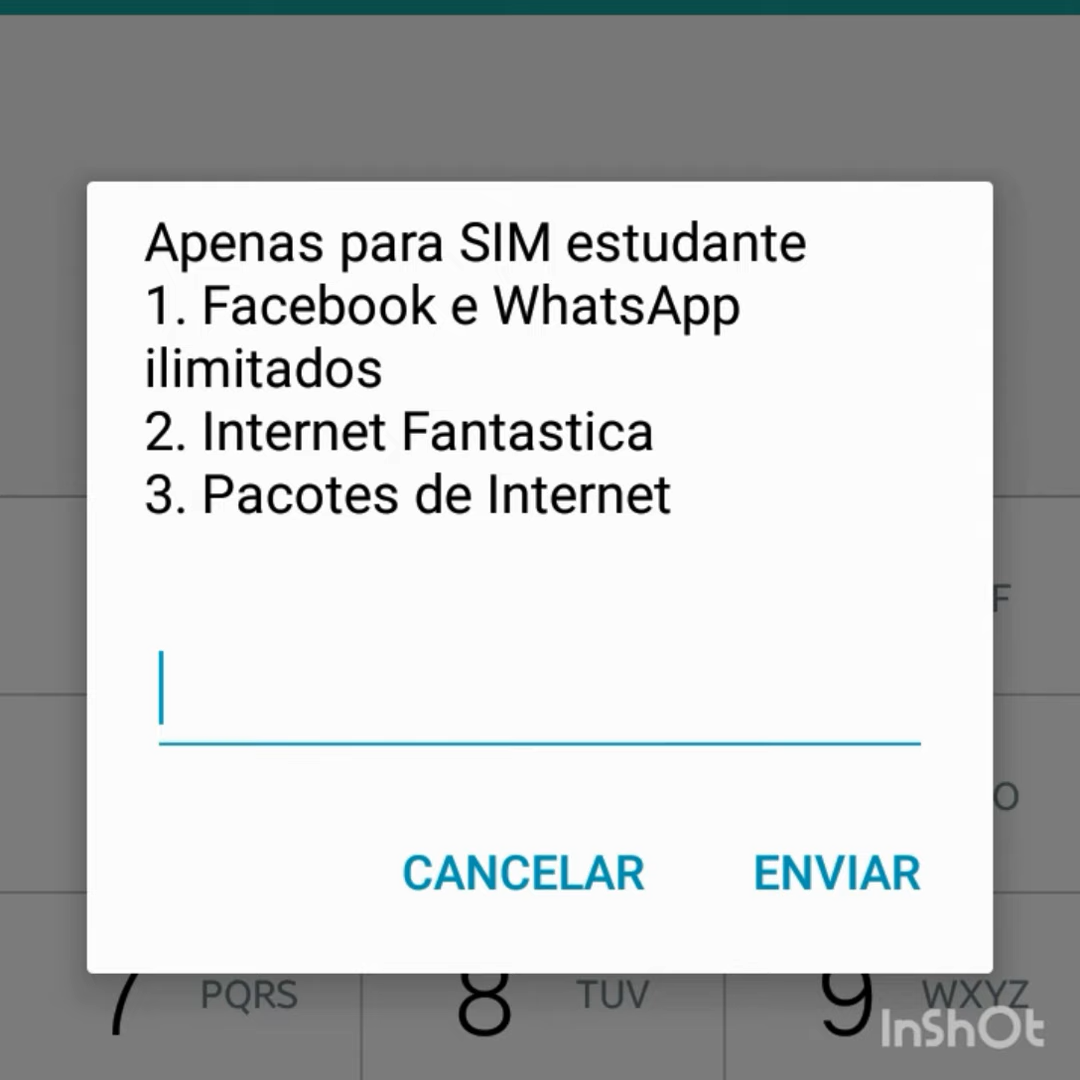 Apenas para SIM estudante
1. Facebook e WhatsApp
ilimitados
2. Internet Fantastica
3. Pacotes de Internet
F
O
CANCELAR ENVIAR
7 PQRS 8 TUV 9 WXYZ
InShOt